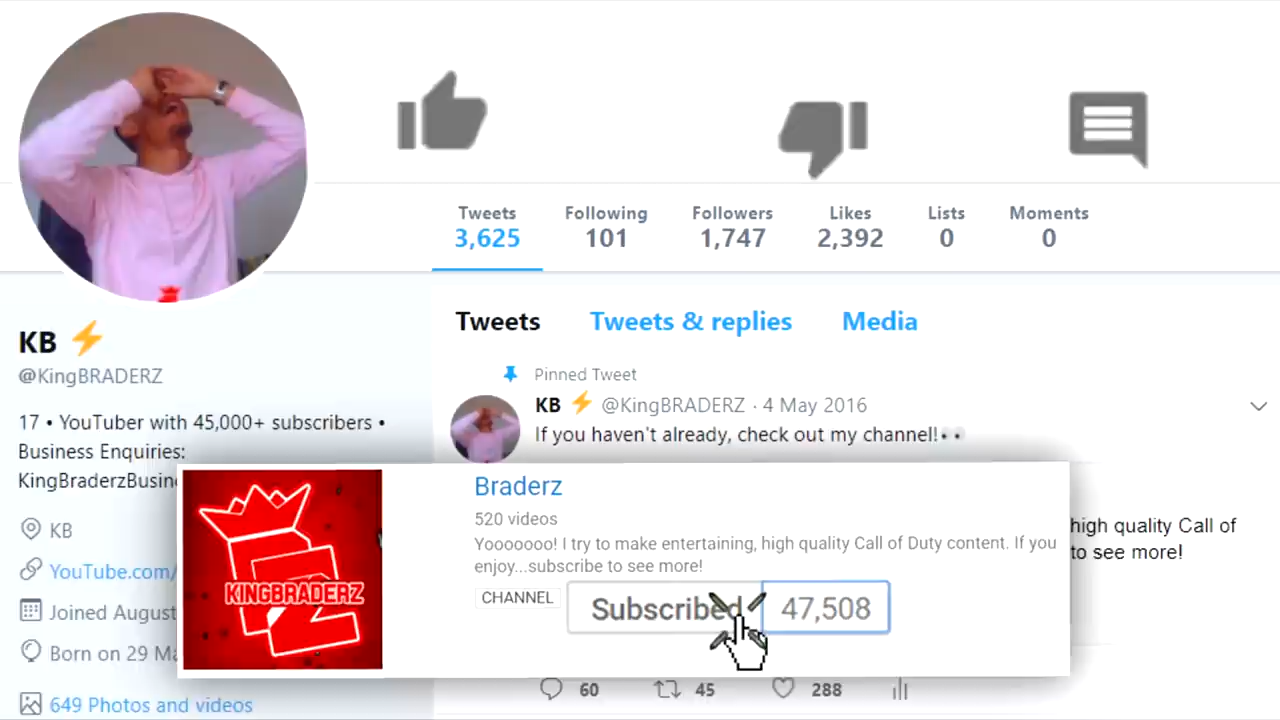 Tweets Following Followers Likes Lists Moments
3,625 101 1,747 2,392 0 0
KB ⚡
@KingBRADERZ
17 • YouTuber with 45,000+ subscribers •
Business Enquiries:
KingBraderzBusin
KB
YouTube.com/
Joined August
Born on 29 Ma
649 Photos and videos
Tweets Tweets & replies Media
Pinned Tweet
KB ⚡ @KingBRADERZ · 4 May 2016
If you haven't already, check out my channel!👀
high quality Call of
to see more!
KINGBRADERZ
Braderz
520 videos
Yooooooo! I try to make entertaining, high quality Call of Duty content. If you
enjoy...subscribe to see more!
CHANNEL Subscribed 47,508
60 45 288